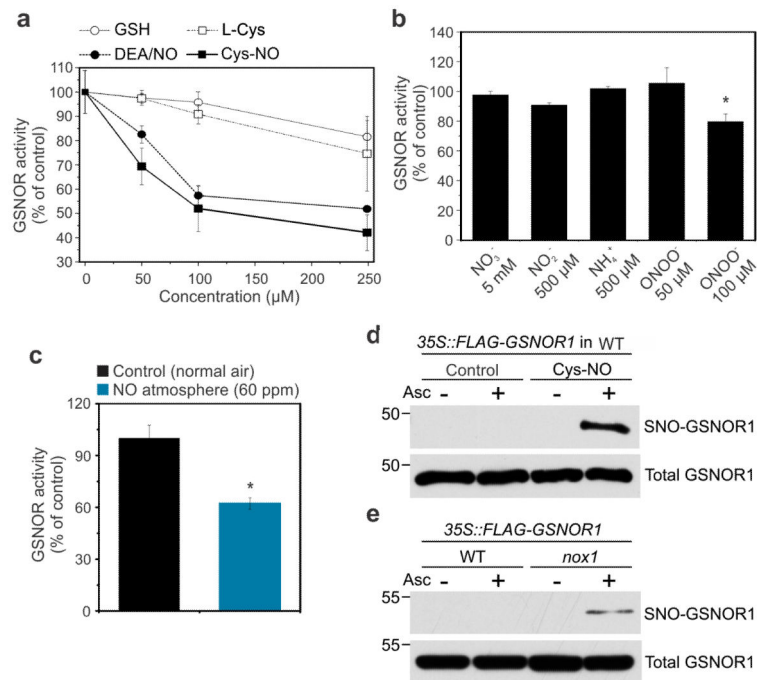 a
GSH
L-Cys
DEA/NO
Cys-NO
GSNOR activity
(% of control)
110
100
90
80
70
60
50
40
30
0
50
100
150
200
250
Concentration (µM)
b
GSNOR activity
(% of control)
140
120
100
80
60
40
20
0
*
NO₃⁻
5 mM
NO₂⁻
500 µM
NH₄⁺
500 µM
ONOO⁻
50 µM
ONOO⁻
100 µM
c
Control (normal air)
NO atmosphere (60 ppm)
GSNOR activity
(% of control)
120
90
60
30
0
*
d
35S::FLAG-GSNOR1 in WT
Control Cys-NO
Asc - + - +
50
SNO-GSNOR1
50
Total GSNOR1
e
35S::FLAG-GSNOR1
WT nox1
Asc - + - +
55
SNO-GSNOR1
55
Total GSNOR1